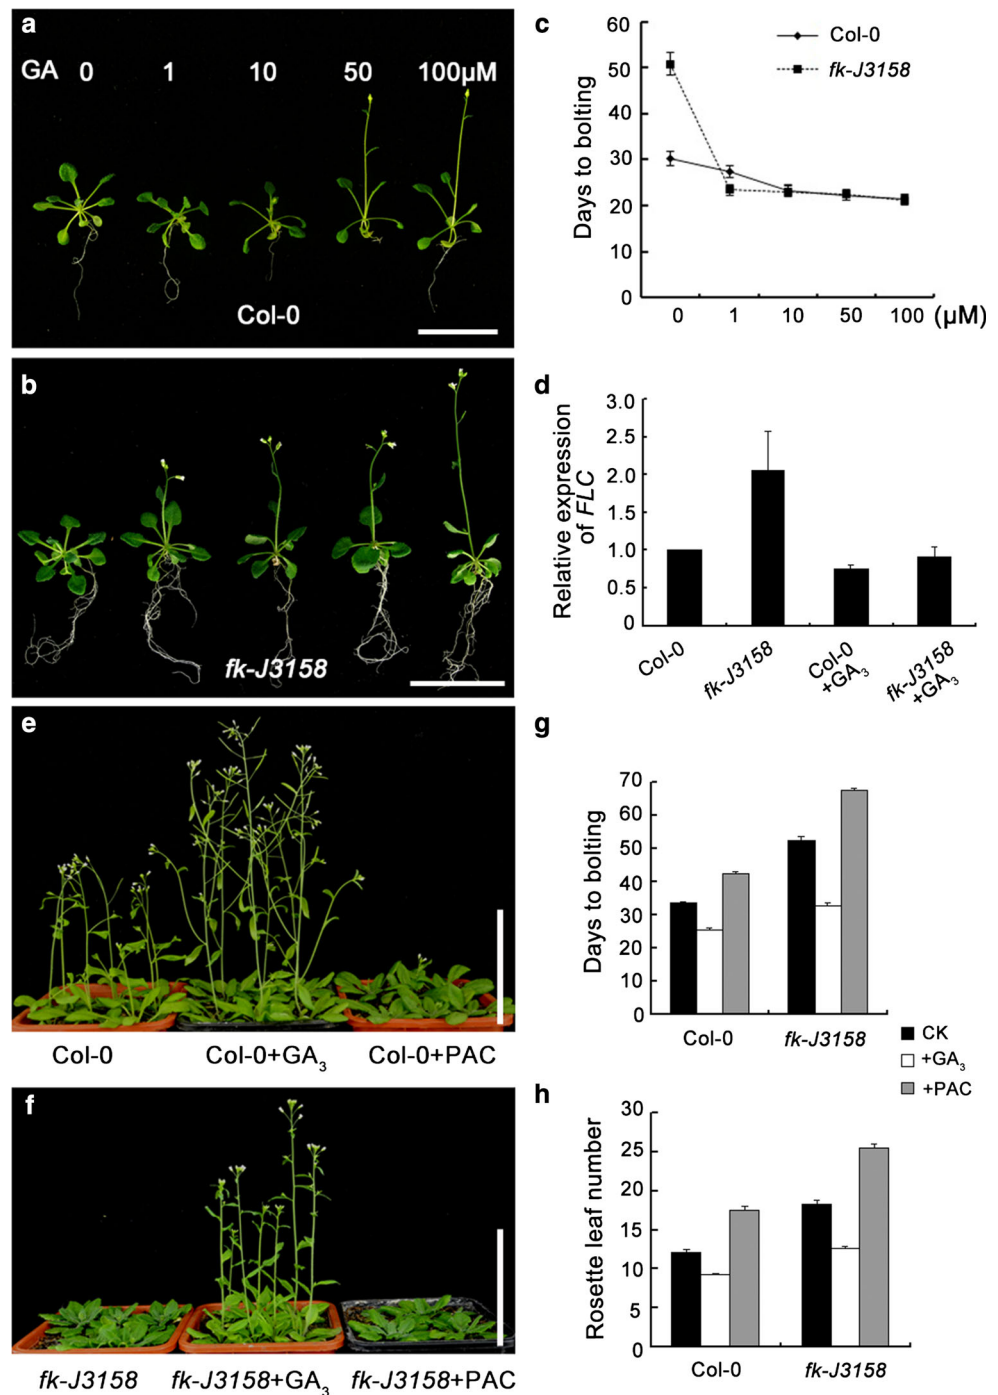 a
GA 0 1 10 50 100µM
Col-0
b
fk-J3158
c
Col-0
fk-J3158
Days to bolting
60
50
40
30
20
10
0
0 1 10 50 100 (µM)
d
Relative expression
of FLC
3.0
2.5
2.0
1.5
1.0
0.5
0
Col-0
fk-J3158
Col-0
+GA₃
fk-J3158
+GA₃
e
Col-0 Col-0+GA₃ Col-0+PAC
f
fk-J3158 fk-J3158+GA₃ fk-J3158+PAC
g
Days to bolting
70
60
50
40
30
20
10
0
Col-0 fk-J3158
CK
+GA₃
+PAC
h
Rosette leaf number
30
25
20
15
10
5
0
Col-0 fk-J3158